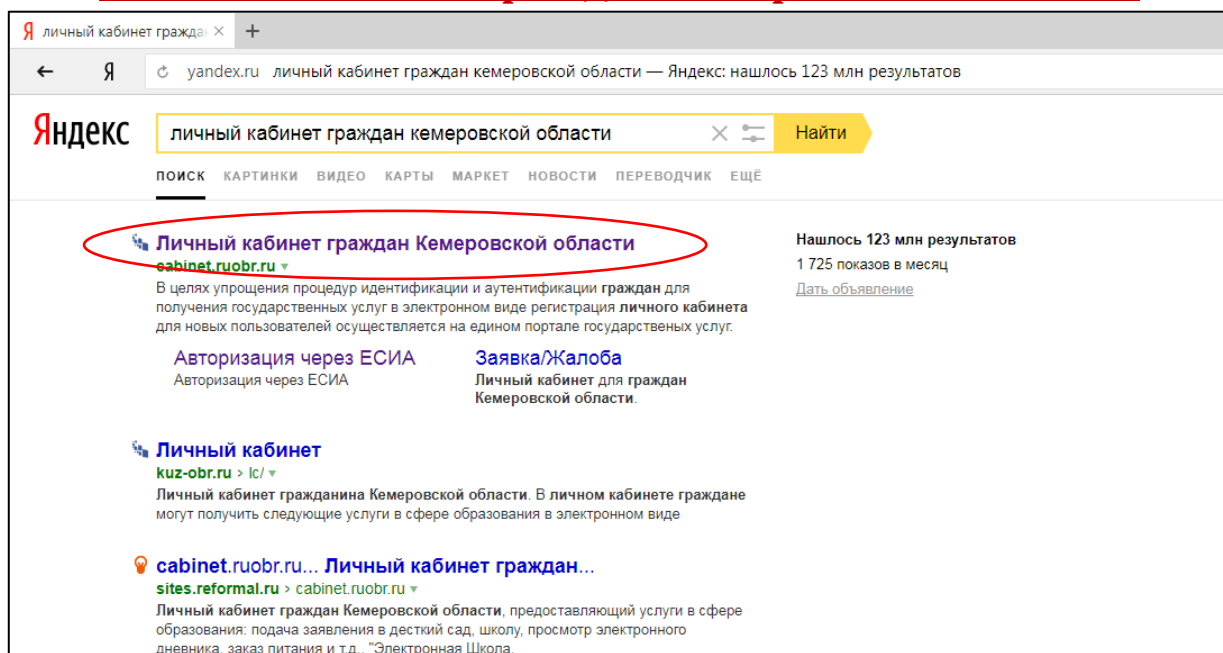 личный кабинет гражда
yandex.ru личный кабинет граждан кемеровской области — Яндекс: нашлось 123 млн результатов
Яндекс личный кабинет граждан кемеровской области Найти
ПОИСК КАРТИНКИ ВИДЕО КАРТЫ МАРКЕТ НОВОСТИ ПЕРЕВОДЧИК ЕЩЁ
Личный кабинет граждан Кемеровской области
cabinet.ruobr.ru
В целях упрощения процедур идентификации и аутентификации граждан для
получения государственных услуг в электронном виде регистрация личного кабинета
для новых пользователей осуществляется на едином портале государственых услуг.
Авторизация через ЕСИА
Авторизация через ЕСИА
Заявка/Жалоба
Личный кабинет для граждан
Кемеровской области.
Личный кабинет
kuz-obr.ru › lc/
Личный кабинет гражданина Кемеровской области. В личном кабинете граждане
могут получить следующие услуги в сфере образования в электронном виде
cabinet.ruobr.ru... Личный кабинет граждан...
sites.reformal.ru › cabinet.ruobr.ru
Личный кабинет граждан Кемеровской области, предоставляющий услуги в сфере
образования: подача заявления в десткий сад, школу, просмотр электронного
дневника, заказ питания и т.д., "Электронная Школа.
Нашлось 123 млн результатов
1 725 показов в месяц
Дать объявление